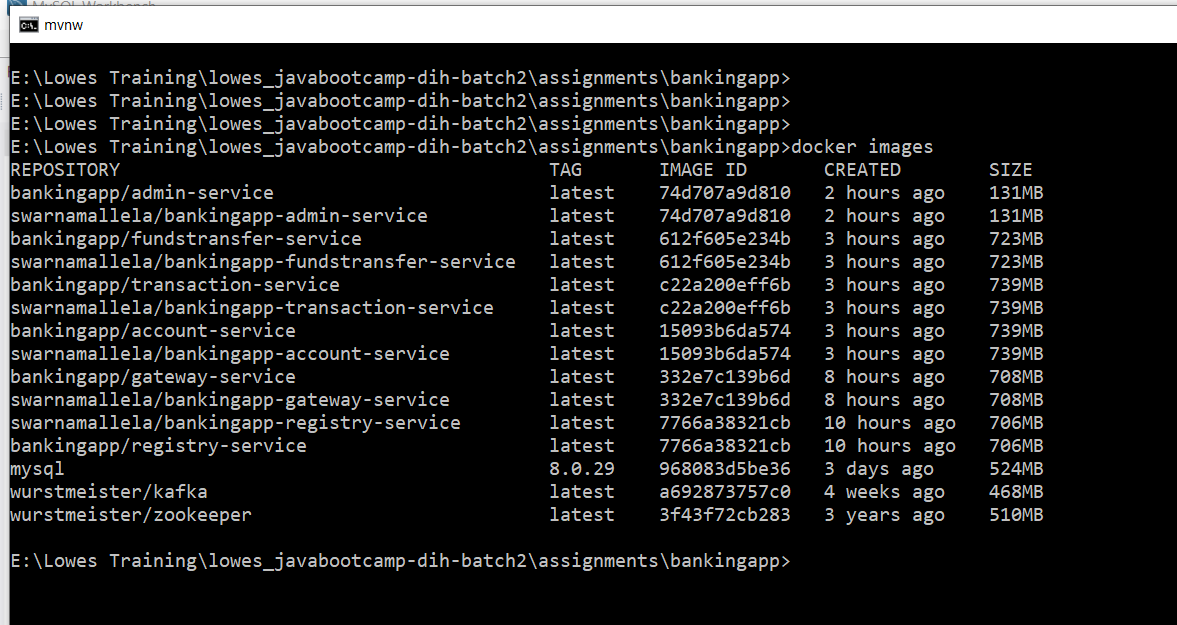 MySQL Workbench
mvnw
E:\Lowes Training\lowes_javabootcamp-dih-batch2\assignments\bankingapp>
E:\Lowes Training\lowes_javabootcamp-dih-batch2\assignments\bankingapp>
E:\Lowes Training\lowes_javabootcamp-dih-batch2\assignments\bankingapp>
E:\Lowes Training\lowes_javabootcamp-dih-batch2\assignments\bankingapp>docker images
REPOSITORY TAG IMAGE ID CREATED SIZE
bankingapp/admin-service latest 74d707a9d810 2 hours ago 131MB
swarnamallela/bankingapp-admin-service latest 74d707a9d810 2 hours ago 131MB
bankingapp/fundstransfer-service latest 612f605e234b 3 hours ago 723MB
swarnamallela/bankingapp-fundstransfer-service latest 612f605e234b 3 hours ago 723MB
bankingapp/transaction-service latest c22a200eff6b 3 hours ago 739MB
swarnamallela/bankingapp-transaction-service latest c22a200eff6b 3 hours ago 739MB
bankingapp/account-service latest 15093b6da574 3 hours ago 739MB
swarnamallela/bankingapp-account-service latest 15093b6da574 3 hours ago 739MB
bankingapp/gateway-service latest 332e7c139b6d 8 hours ago 708MB
swarnamallela/bankingapp-gateway-service latest 332e7c139b6d 8 hours ago 708MB
swarnamallela/bankingapp-registry-service latest 7766a38321cb 10 hours ago 706MB
bankingapp/registry-service latest 7766a38321cb 10 hours ago 706MB
mysql 8.0.29 968083d5be36 3 days ago 524MB
wurstmeister/kafka latest a692873757c0 4 weeks ago 468MB
wurstmeister/zookeeper latest 3f43f72cb283 3 years ago 510MB
E:\Lowes Training\lowes_javabootcamp-dih-batch2\assignments\bankingapp>